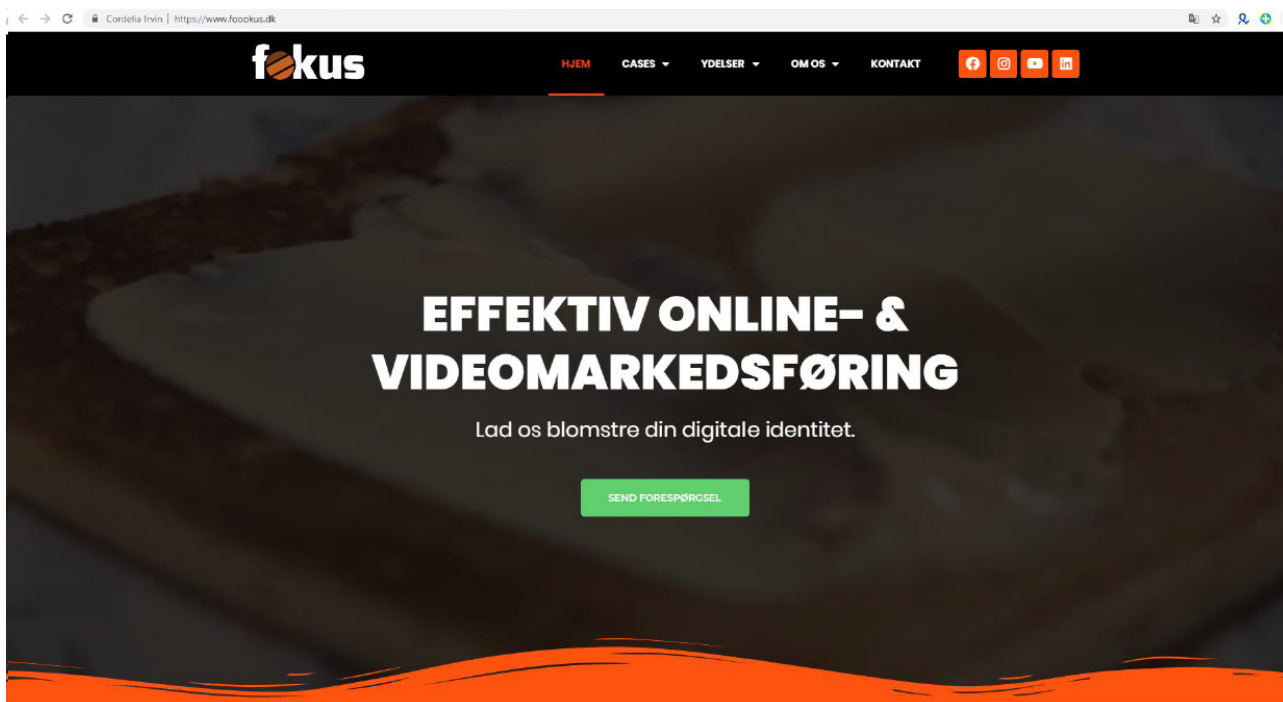 Cordelia Irvin | https://www.foookus.dk
fokus
HJEM CASES YDELSER OM OS KONTAKT
EFFEKTIV ONLINE- &
VIDEOMARKEDSFØRING
Lad os blomstre din digitale identitet.
SEND FORESPØRGSEL